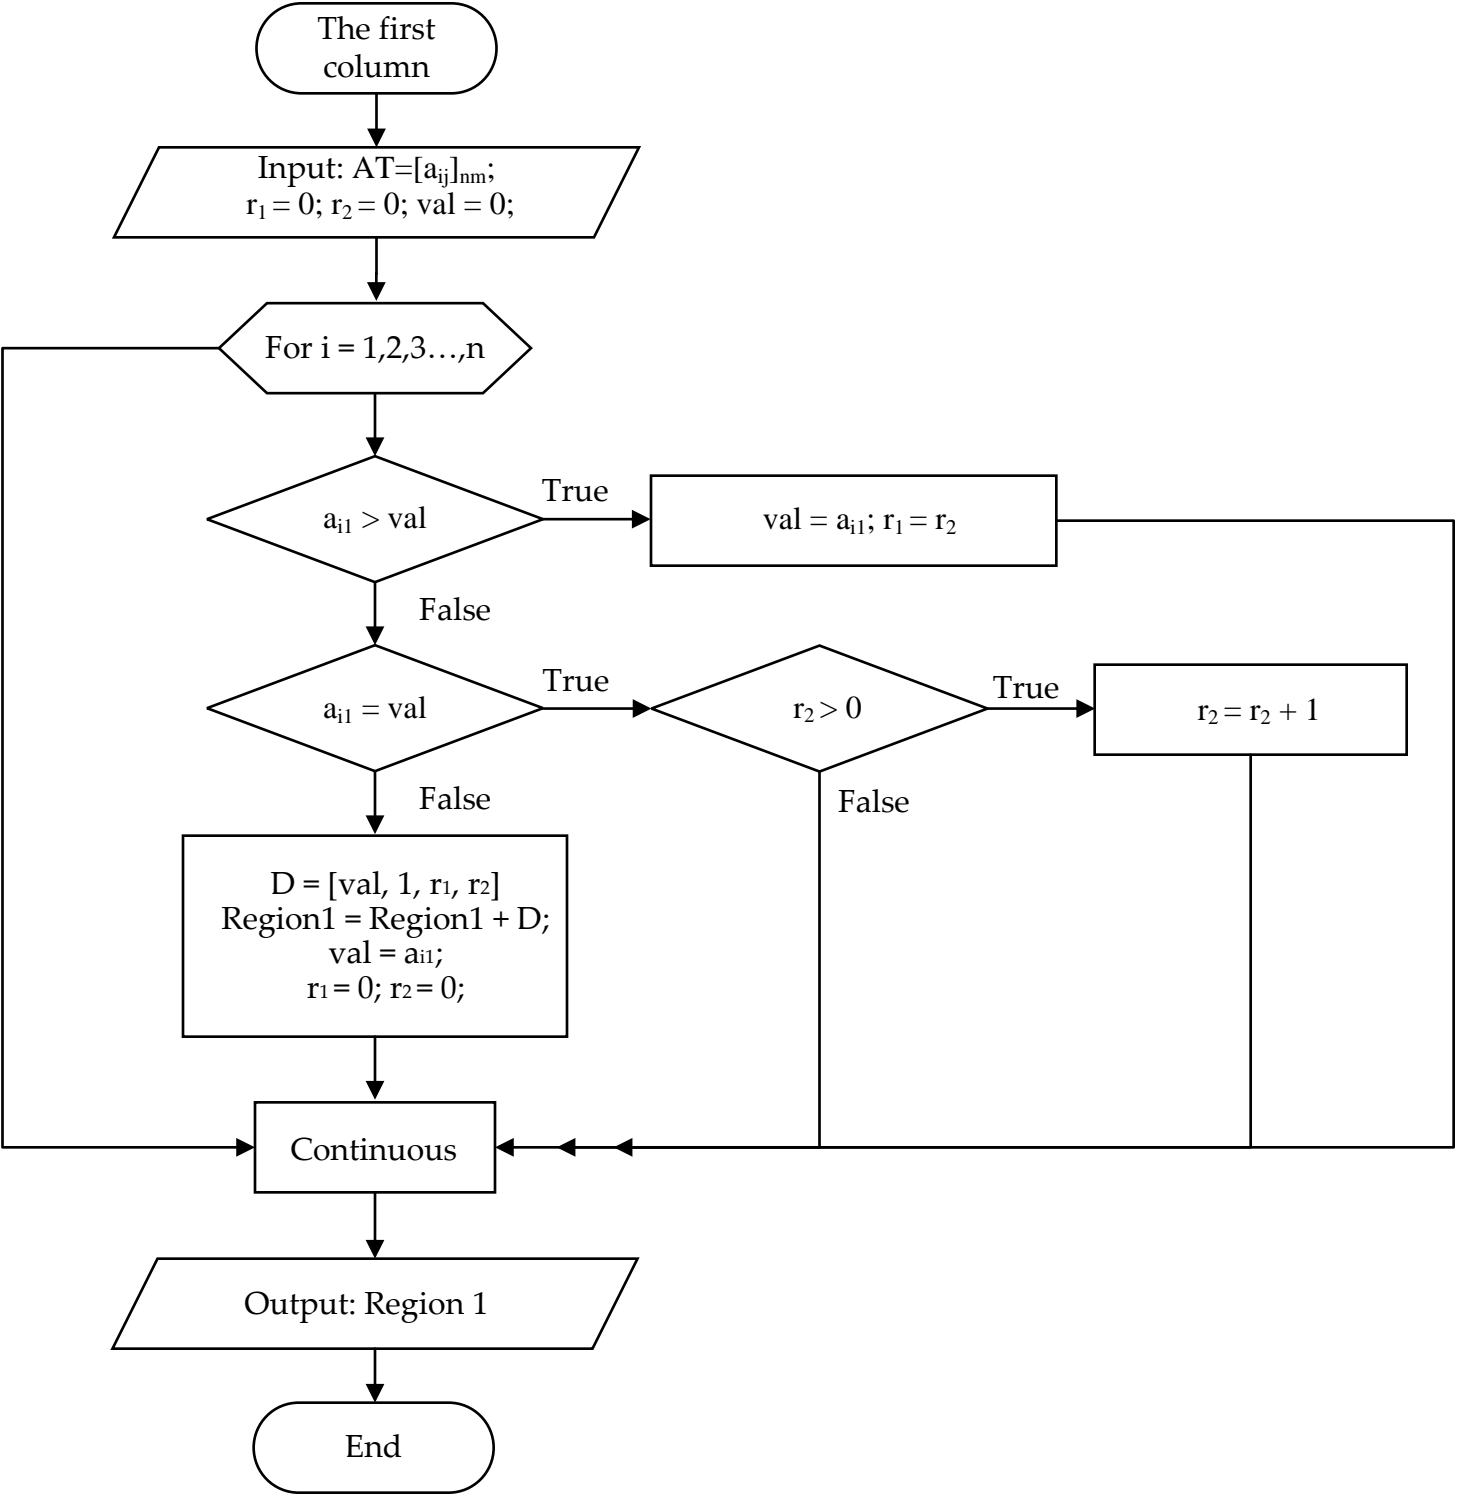 The first
column
Input: AT=[aᵢⱼ]ₙₘ;
r₁ = 0; r₂ = 0; val = 0;
For i = 1,2,3…,n
aᵢ₁ > val
True
val = aᵢ₁; r₁ = r₂
False
aᵢ₁ = val
True
r₂ > 0
True
r₂ = r₂ + 1
False
False
D = [val, 1, r₁, r₂]
Region1 = Region1 + D;
val = aᵢ₁;
r₁ = 0; r₂ = 0;
Continuous
Output: Region 1
End